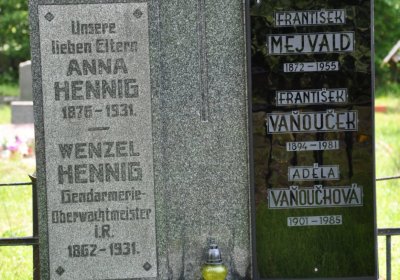 Unsere
lieben Eltern
ANNA
HENNIG
1876-1931.
WENZEL
HENNIG
Gendarmerie-
Oberwachtmeister
i.R.
1862-1931.
FRANTIŠEK
MEJVALD
1872-1955
FRANTIŠEK
VAŇOUČEK
1894-1981
ADÉLA
VAŇOUČKOVÁ
1901-1985